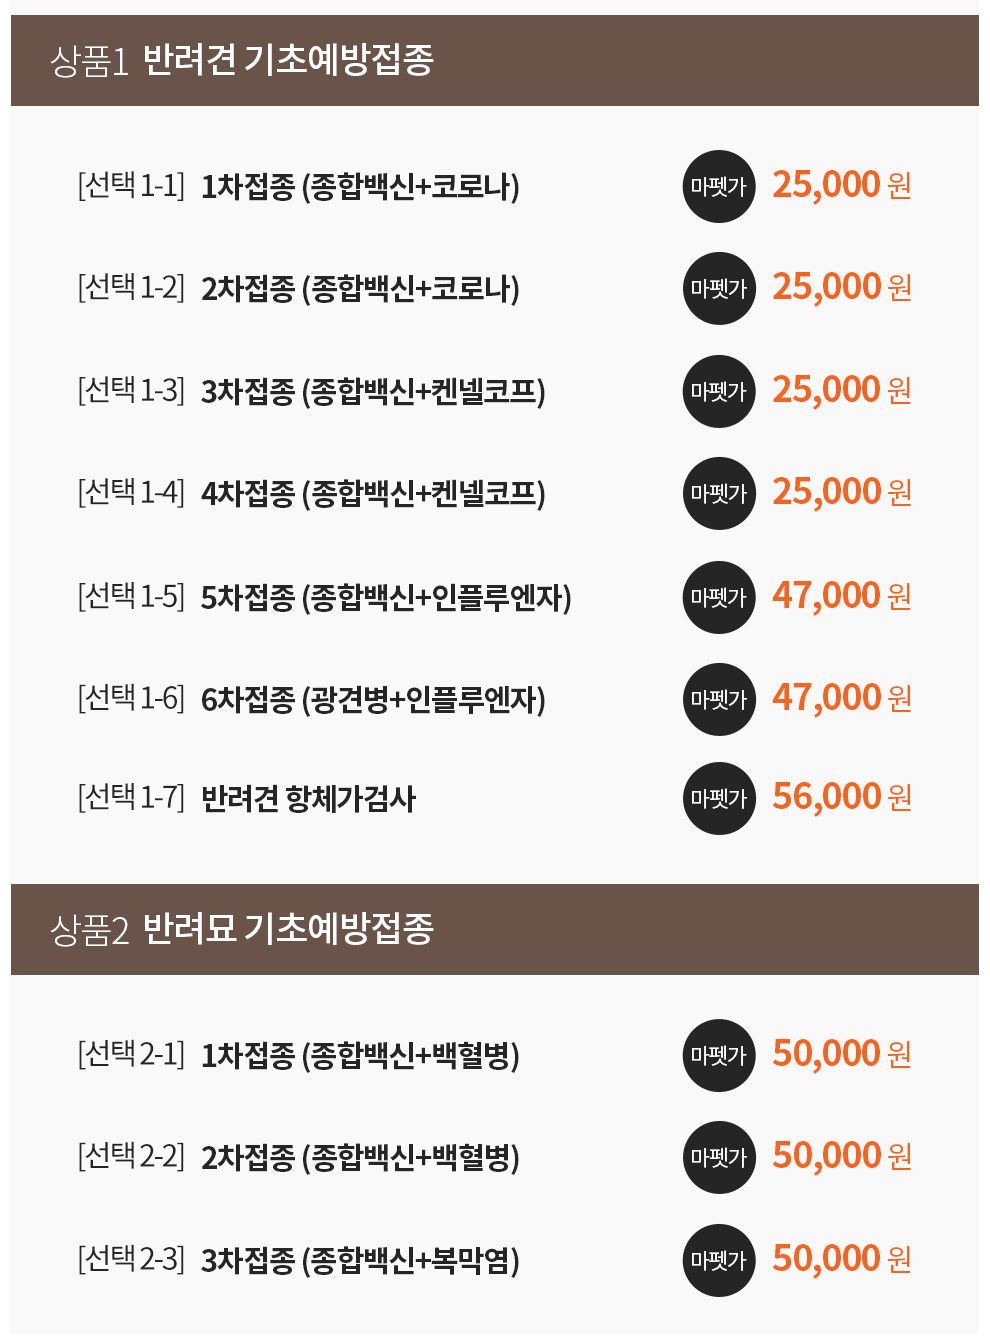 상품1 반려견 기초예방접종
[선택 1-1] 1차접종 (종합백신+코로나) 마펫가 25,000 원
[선택 1-2] 2차접종 (종합백신+코로나) 마펫가 25,000 원
[선택 1-3] 3차접종 (종합백신+켄넬코프) 마펫가 25,000 원
[선택 1-4] 4차접종 (종합백신+켄넬코프) 마펫가 25,000 원
[선택 1-5] 5차접종 (종합백신+인플루엔자) 마펫가 47,000 원
[선택 1-6] 6차접종 (광견병+인플루엔자) 마펫가 47,000 원
[선택 1-7] 반려견 항체가검사 마펫가 56,000 원
상품2 반려묘 기초예방접종
[선택 2-1] 1차접종 (종합백신+백혈병) 마펫가 50,000 원
[선택 2-2] 2차접종 (종합백신+백혈병) 마펫가 50,000 원
[선택 2-3] 3차접종 (종합백신+복막염) 마펫가 50,000 원